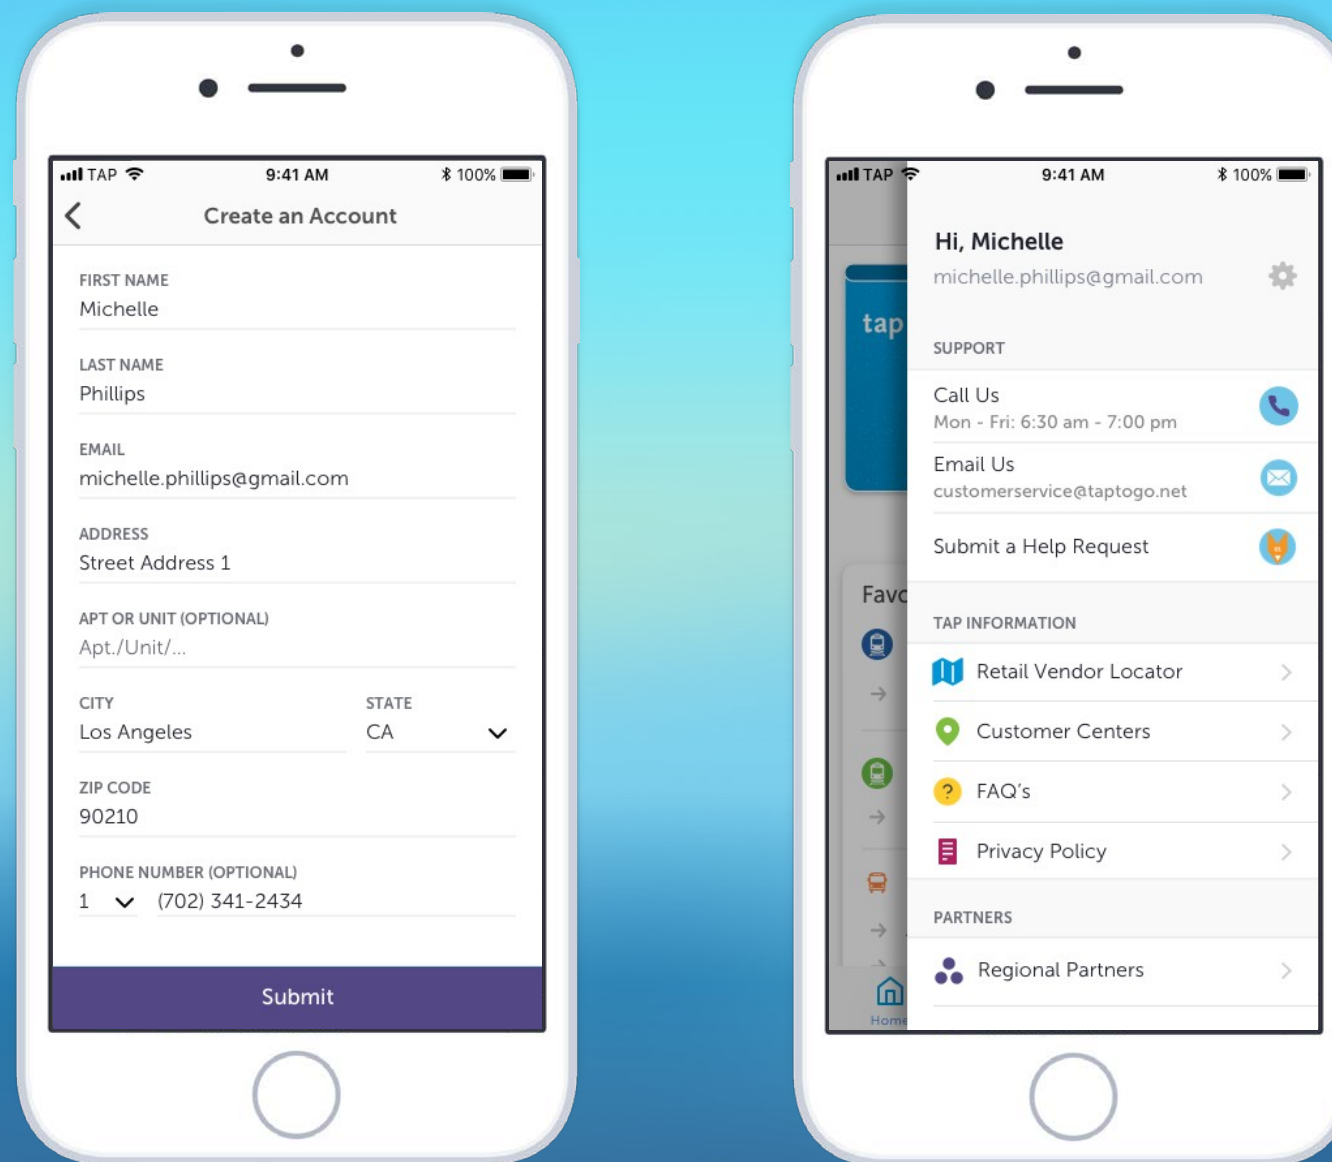 TAP 9:41 AM 100%
Create an Account
FIRST NAME
Michelle
LAST NAME
Phillips
EMAIL
michelle.phillips@gmail.com
ADDRESS
Street Address 1
APT OR UNIT (OPTIONAL)
Apt./Unit/...
CITY STATE
Los Angeles CA
ZIP CODE
90210
PHONE NUMBER (OPTIONAL)
1 (702) 341-2434
Submit
TAP 9:41 AM 100%
Hi, Michelle
michelle.phillips@gmail.com
tap
SUPPORT
Call Us
Mon - Fri: 6:30 am - 7:00 pm
Email Us
customerservice@taptogo.net
Submit a Help Request
Favo
TAP INFORMATION
Retail Vendor Locator
Customer Centers
? FAQ's
Privacy Policy
PARTNERS
Regional Partners
Home